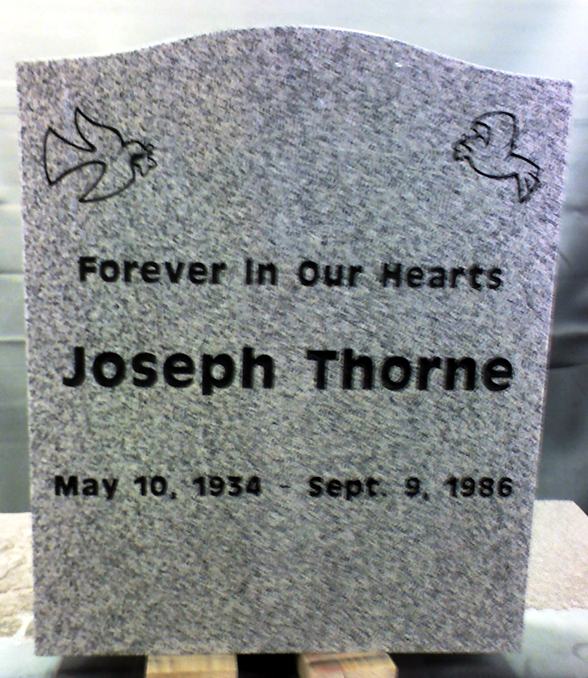 Forever In Our Hearts
Joseph Thorne
May 10, 1934 - Sept. 9, 1986